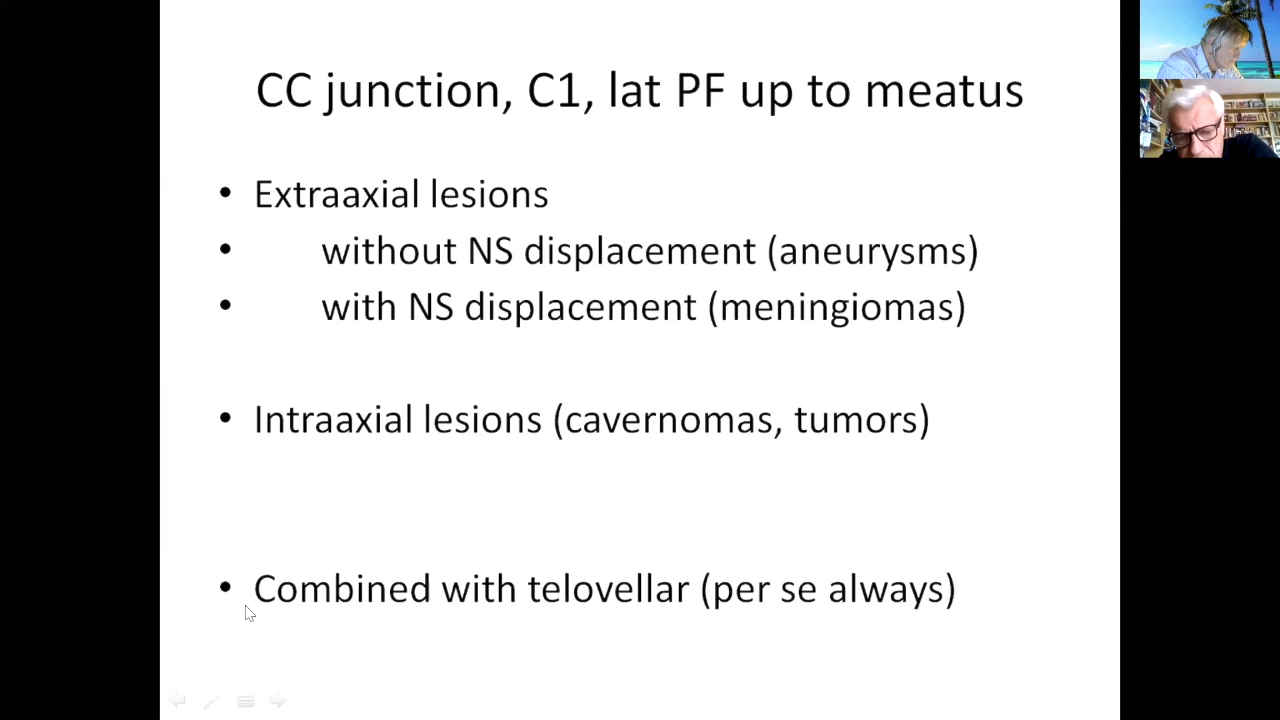 CC junction, C1, lat PF up to meatus
• Extraaxial lesions
• without NS displacement (aneurysms)
• with NS displacement (meningiomas)
• Intraaxial lesions (cavernomas, tumors)
• Combined with telovellar (per se always)